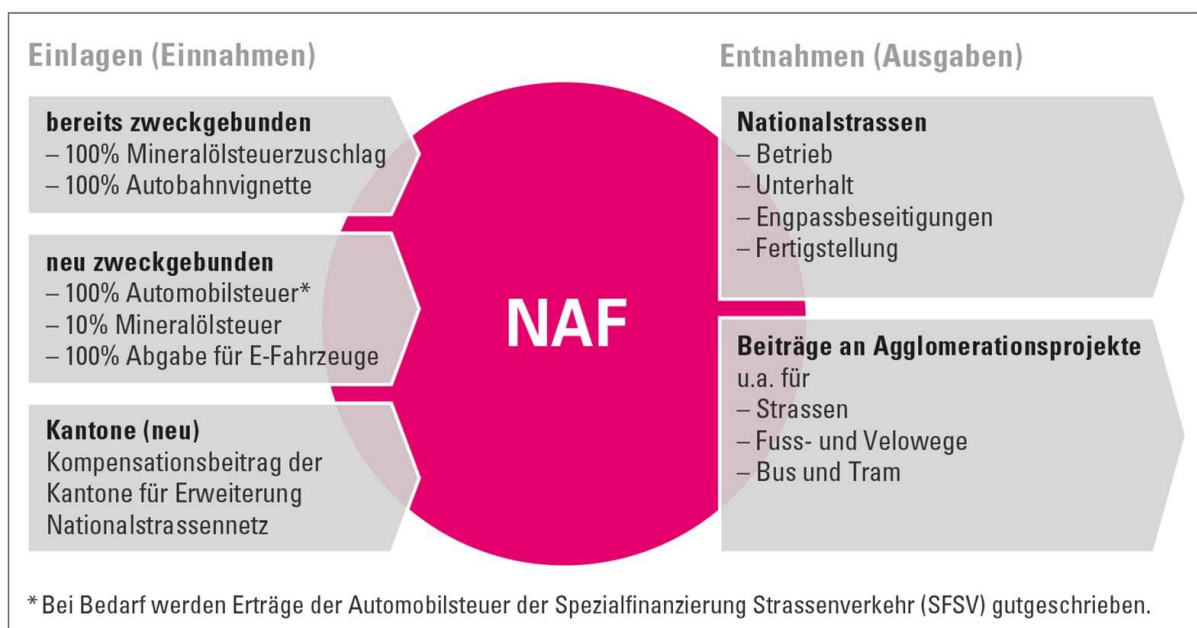 Einlagen (Einnahmen)
bereits zweckgebunden
– 100% Mineralölsteuerzuschlag
– 100% Autobahnvignette
neu zweckgebunden
– 100% Automobilsteuer*
– 10% Mineralölsteuer
– 100% Abgabe für E-Fahrzeuge
Kantone (neu)
Kompensationsbeitrag der
Kantone für Erweiterung
Nationalstrassennetz
NAF
Entnahmen (Ausgaben)
Nationalstrassen
– Betrieb
– Unterhalt
– Engpassbeseitigungen
– Fertigstellung
Beiträge an Agglomerationsprojekte
u.a. für
– Strassen
– Fuss- und Velowege
– Bus und Tram
* Bei Bedarf werden Erträge der Automobilsteuer der Spezialfinanzierung Strassenverkehr (SFSV) gutgeschrieben.